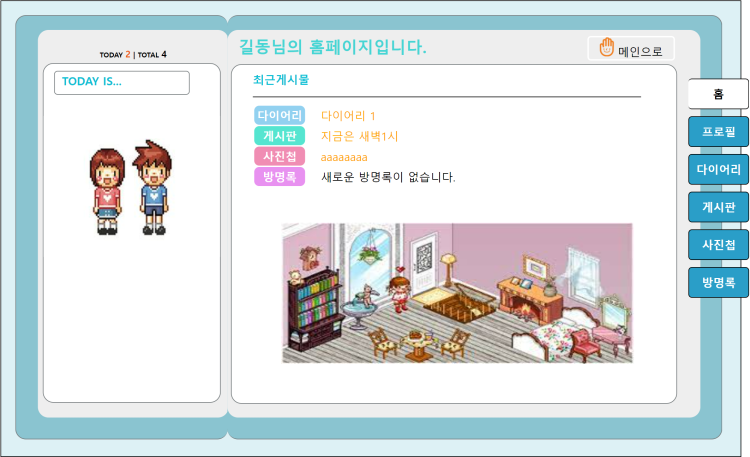 TODAY 2 | TOTAL 4
길동님의 홈페이지입니다.
메인으로
TODAY IS...
최근게시물
다이어리 다이어리 1
게시판 지금은 새벽1시
사진첩 aaaaaaaa
방명록 새로운 방명록이 없습니다.
홈
프로필
다이어리
게시판
사진첩
방명록